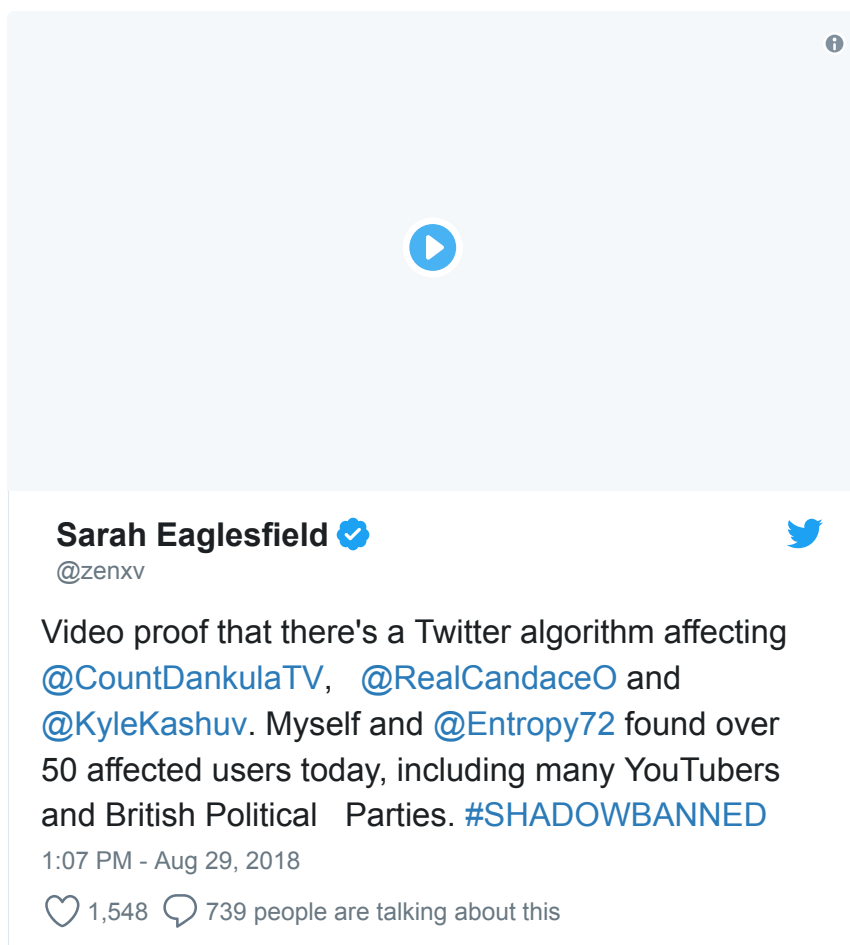 Sarah Eaglesfield
@zenxv
Video proof that there's a Twitter algorithm affecting
@CountDankulaTV, @RealCandaceO and
@KyleKashuv. Myself and @Entropy72 found over
50 affected users today, including many YouTubers
and British Political Parties. #SHADOWBANNED
1:07 PM - Aug 29, 2018
1,548 739 people are talking about this